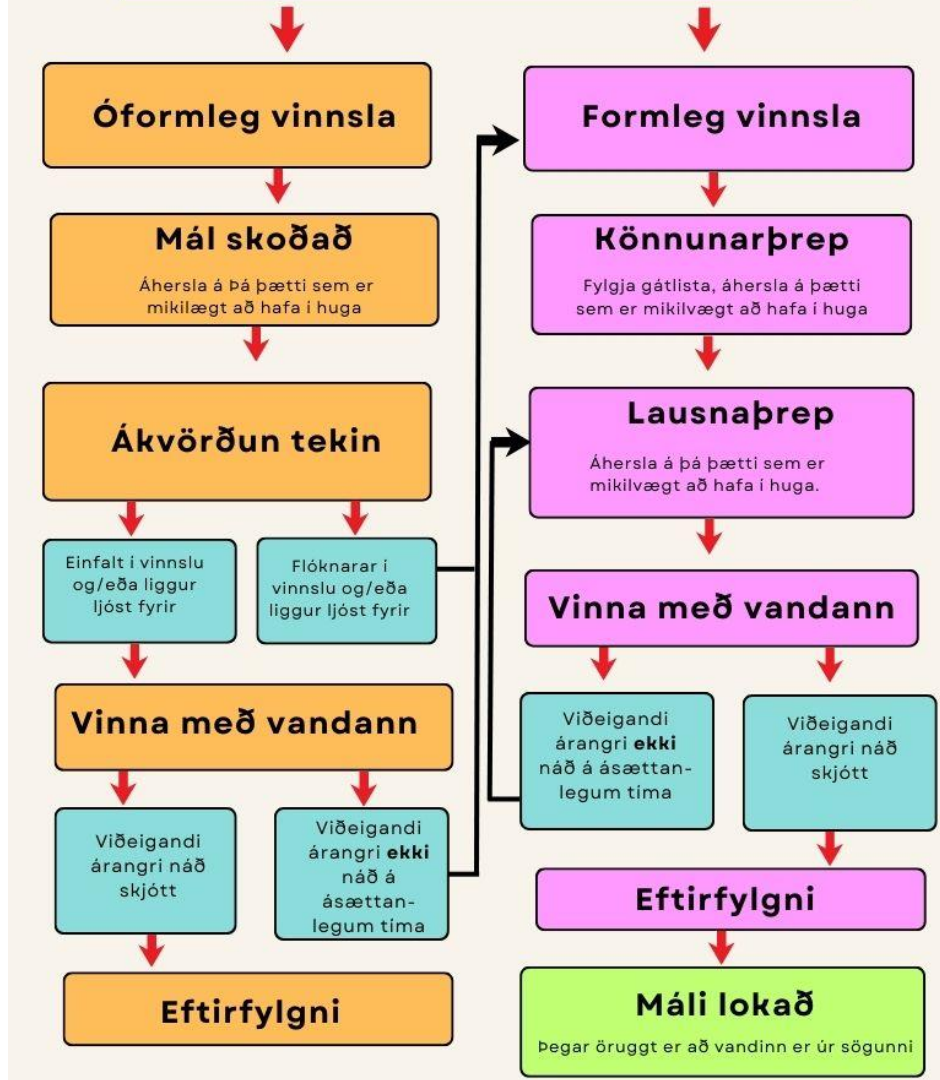 Óformleg vinnsla
Mál skoðað
Áhersla á Þá þætti sem er
mikilægt að hafa í huga
Ákvörðun tekin
Einfalt í vinnslu
og/eða liggur
ljóst fyrir
Flóknarar í
vinnslu og/eða
liggur ljóst fyrir
Vinna með vandann
Viðeigandi
árangri náð
skjótt
Viðeigandi
árangri ekki
náð á
ásættan-
legum tíma
Eftirfylgni
Formleg vinnsla
Könnunarþrep
Fylgja gátlista, áhersla á þætti
sem er mikilvægt að hafa í huga
Lausnaþrep
Áhersla á þá þætti sem er
mikilvægt að hafa í huga.
Vinna með vandann
Viðeigandi
árangri ekki
náð á ásættan-
legum tíma
Viðeigandi
árangri náð
skjótt
Eftirfylgni
Máli lokað
Þegar öruggt er að vandinn er úr sögunni